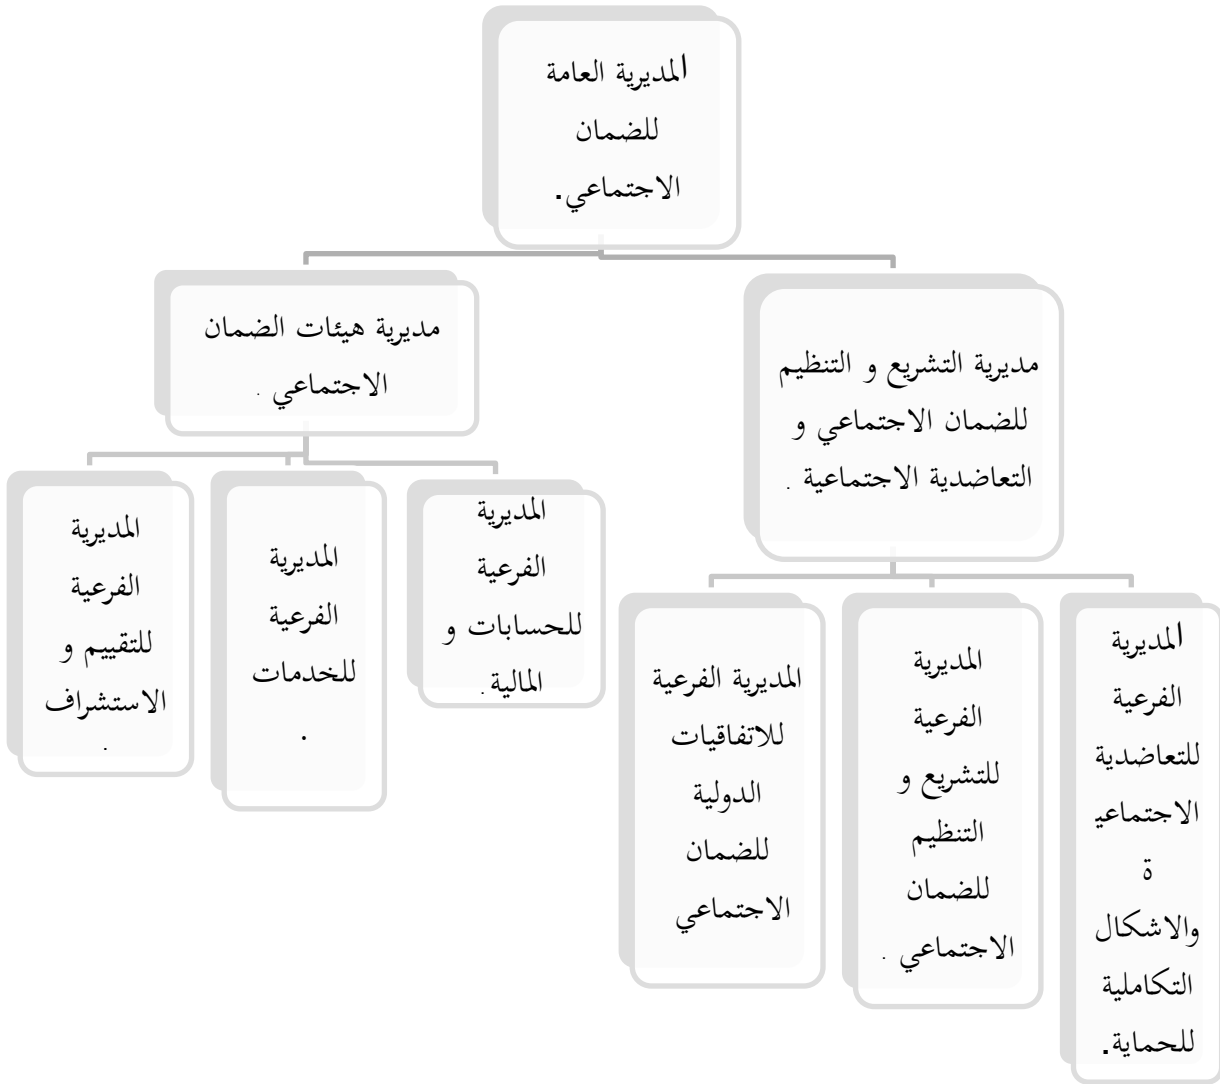 المديرية العامة
للضمان
الاجتماعي.
مديرية التشريع و التنظيم
للضمان الاجتماعي و
التعاضدية الاجتماعية .
مديرية هيئات الضمان
الاجتماعي .
المديرية
الفرعية
للتعاضدية
الاجتماعي
ة
والاشكال
التكاملية
للحماية.
المديرية
الفرعية
للتشريع و
التنظيم
للضمان
الاجتماعي .
المديرية الفرعية
للاتفاقيات
الدولية
للضمان
الاجتماعي
المديرية
الفرعية
للحسابات و
المالية .
المديرية
الفرعية
للخدمات
.
المديرية
الفرعية
للتقييم و
الاستشراف
.